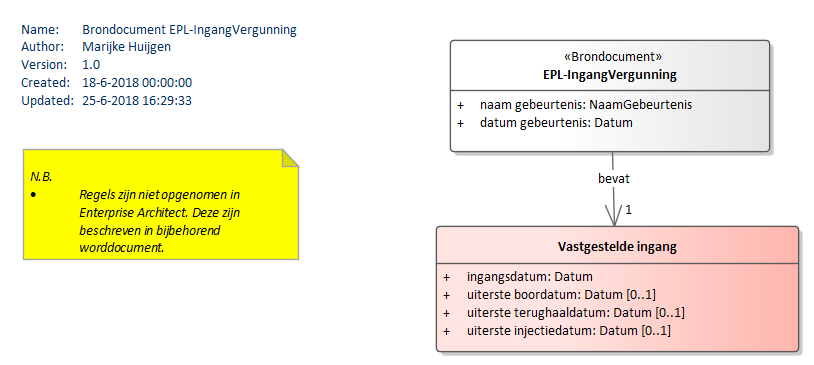 Name: Brondocument EPL-IngangVergunning
Author: Marijke Huijgen
Version: 1.0
Created: 18-6-2018 00:00:00
Updated: 25-6-2018 16:29:33
N.B.
• Regels zijn niet opgenomen in
Enterprise Architect. Deze zijn
beschreven in bijbehorend
worddocument.
«Brondocument»
EPL-IngangVergunning
+ naam gebeurtenis: NaamGebeurtenis
+ datum gebeurtenis: Datum
bevat
1
Vastgestelde ingang
+ ingangsdatum: Datum
+ uiterste boordatum: Datum [0..1]
+ uiterste terughaaldatum: Datum [0..1]
+ uiterste injectiedatum: Datum [0..1]